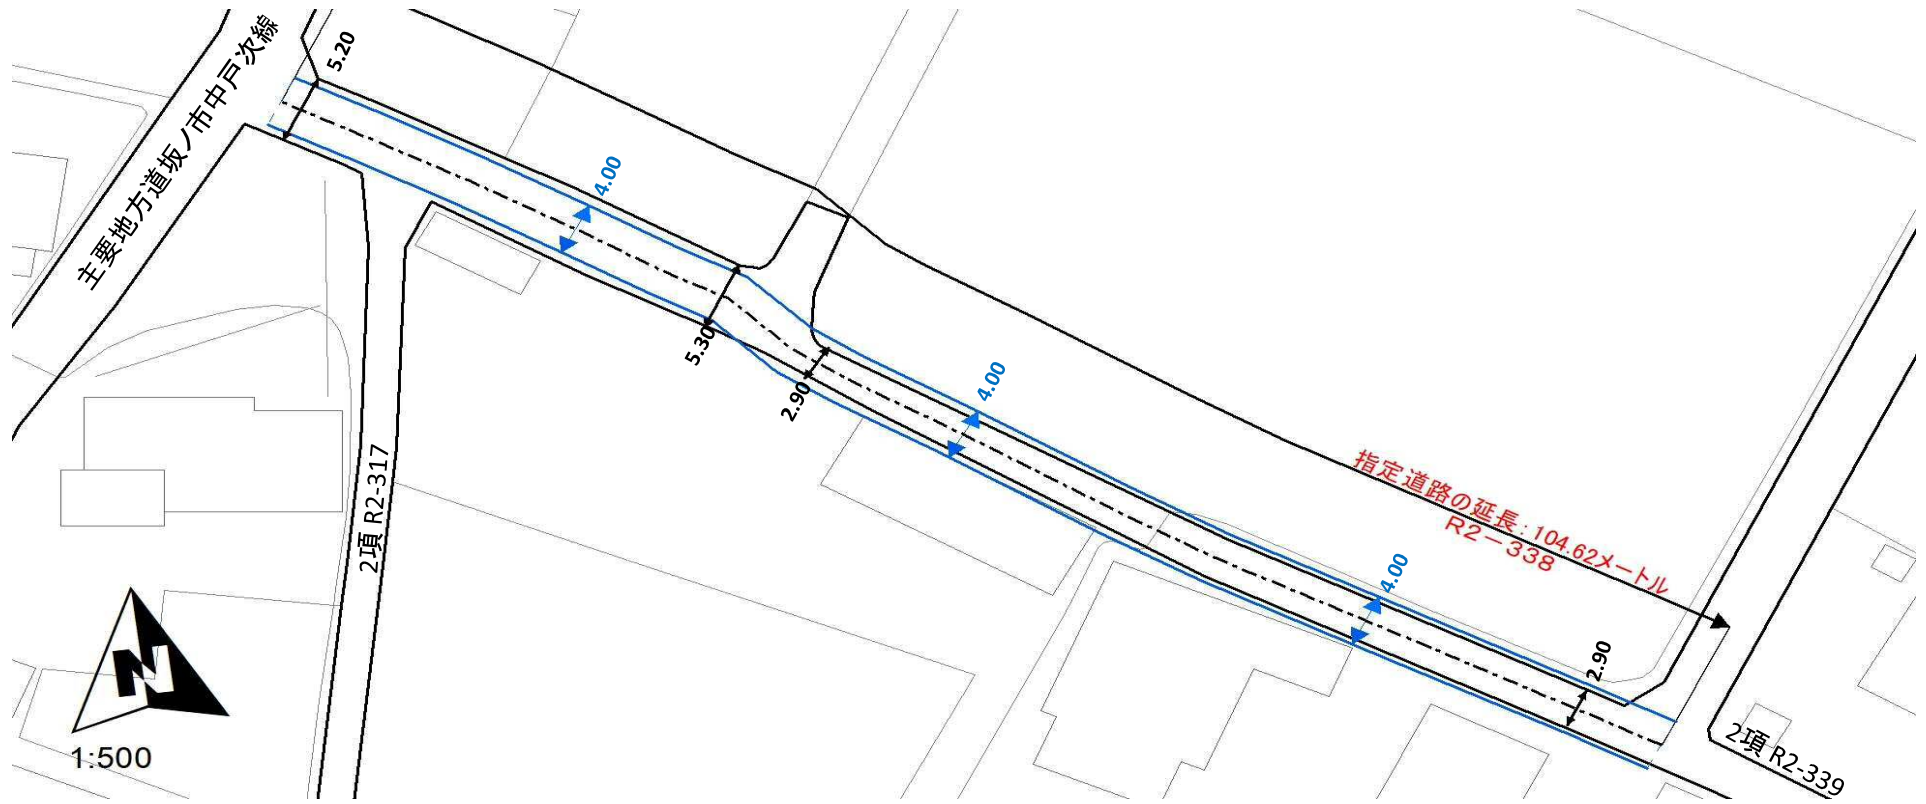 主要地方道坂ノ市中戸次線
5.20
4.00
5.30
2.90
4.00
指定道路の延長：104.62メートル
R2－338
4.00
2.90
2項 R2-317
2項 R2-339
N
1:500